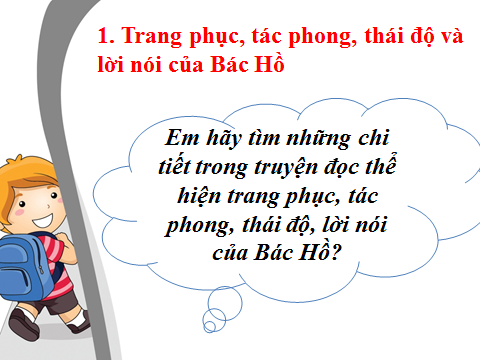 1. Trang phục, tác phong, thái độ và
lời nói của Bác Hồ
Em hãy tìm những chi
tiết trong truyện đọc thể
hiện trang phục, tác
phong, thái độ, lời nói
của Bác Hồ?